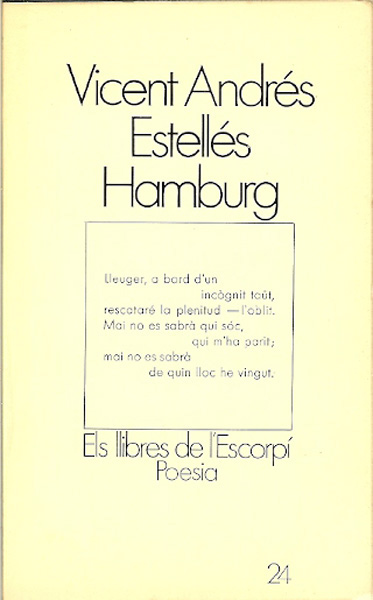 Vicent Andrés
Estellés
Hamburg
Lleuger, a bord d'un
incògnit taüt,
rescataré la plenitud —l'oblit.
Mai no es sabrà qui sóc,
qui m'ha parit;
mai no es sabrà
de quin lloc he vingut.
Els llibres de l'Escorpí
Poesia
24